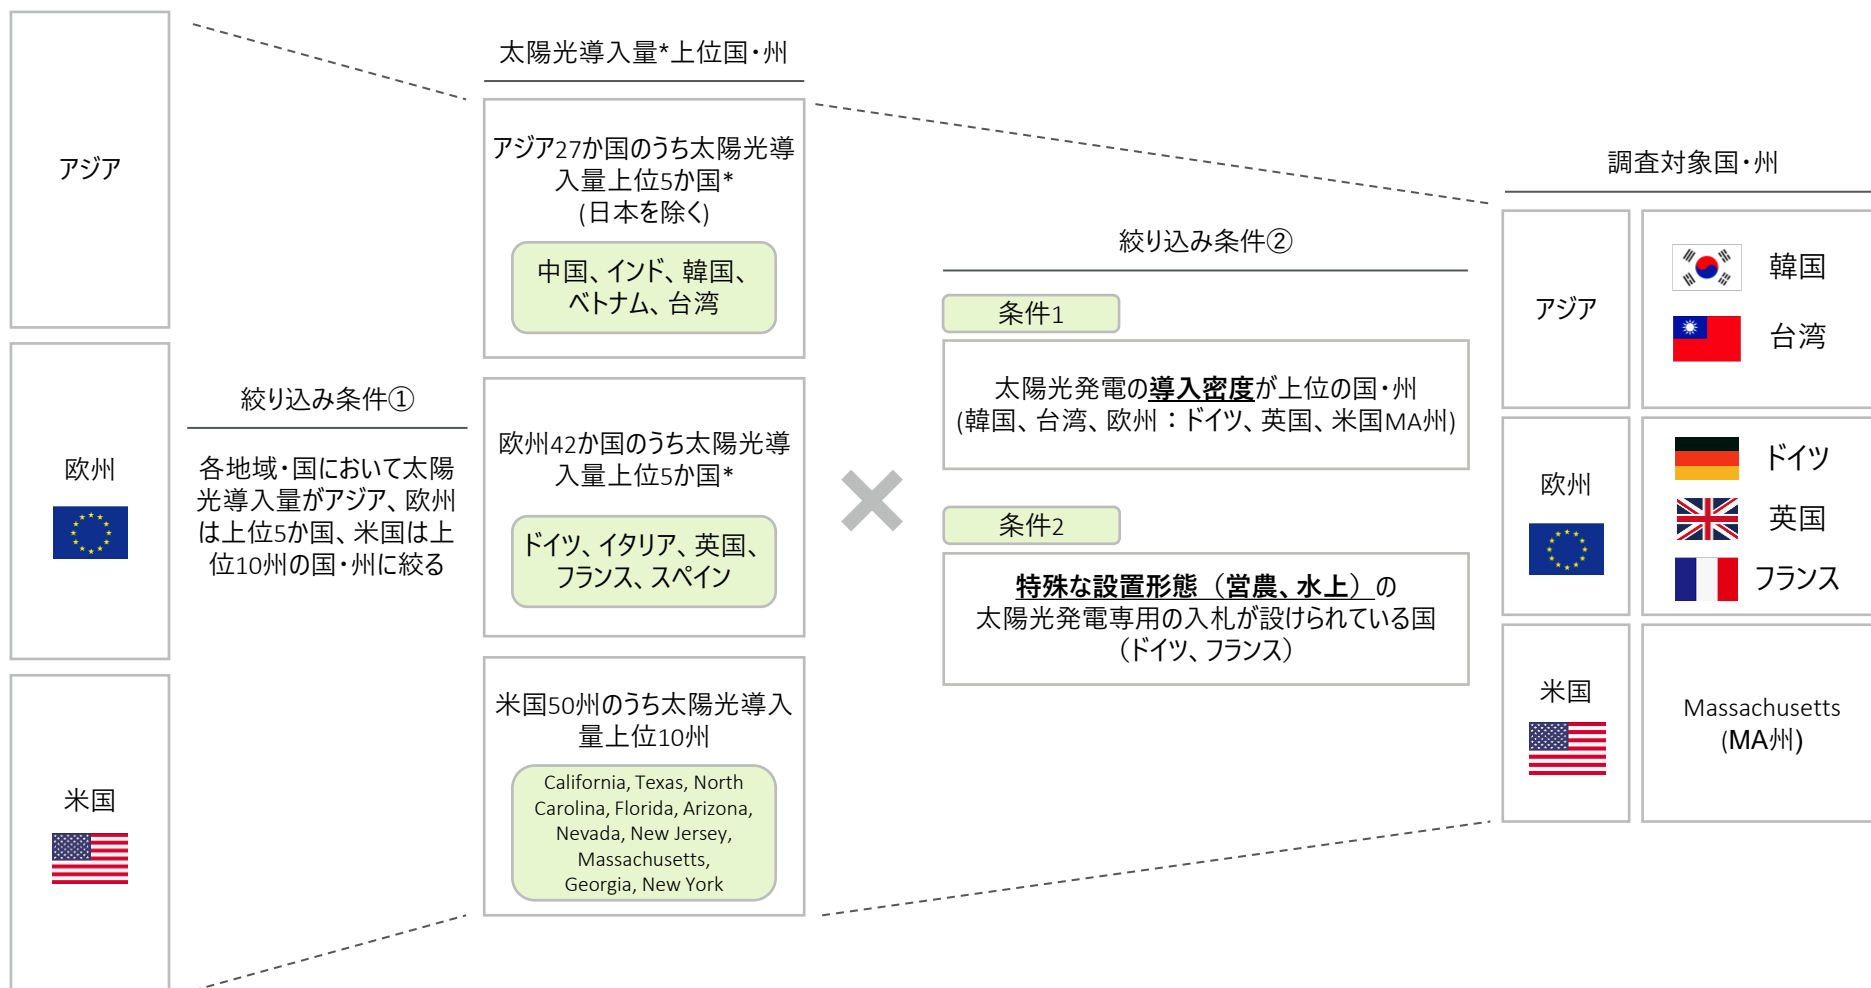 アジア
欧州
米国
絞り込み条件①
各地域・国において太陽
光導入量がアジア、欧州
は上位5か国、米国は上
位10州の国・州に絞る
太陽光導入量*上位国・州
アジア27か国のうち太陽光導
入量上位5か国*
(日本を除く)
中国、インド、韓国、
ベトナム、台湾
欧州42か国のうち太陽光導
入量上位5か国*
ドイツ、イタリア、英国、
フランス、スペイン
米国50州のうち太陽光導入
量上位10州
California, Texas, North
Carolina, Florida, Arizona,
Nevada, New Jersey,
Massachusetts,
Georgia, New York
絞り込み条件②
条件1
太陽光発電の導入密度が上位の国・州
(韓国、台湾、欧州：ドイツ、英国、米国MA州)
条件2
特殊な設置形態（営農、水上）の
太陽光発電専用の入札が設けられている国
（ドイツ、フランス）
調査対象国・州
アジア
韓国
台湾
欧州
ドイツ
英国
フランス
米国
Massachusetts
(MA州)